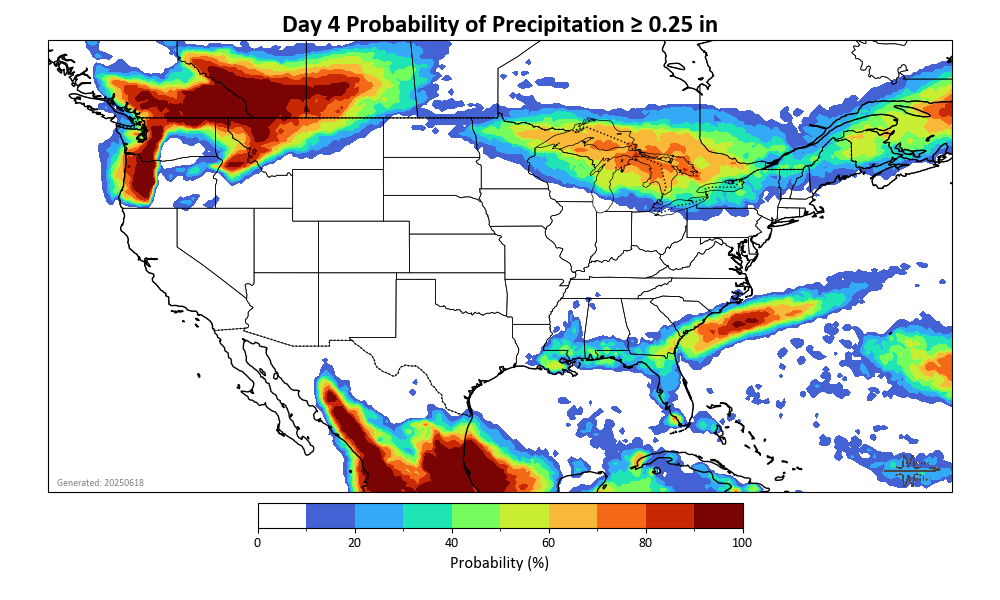 Day 4 Probability of Precipitation ≥ 0.25 in
Generated: 20250618
0 20 40 60 80 100
Probability (%)